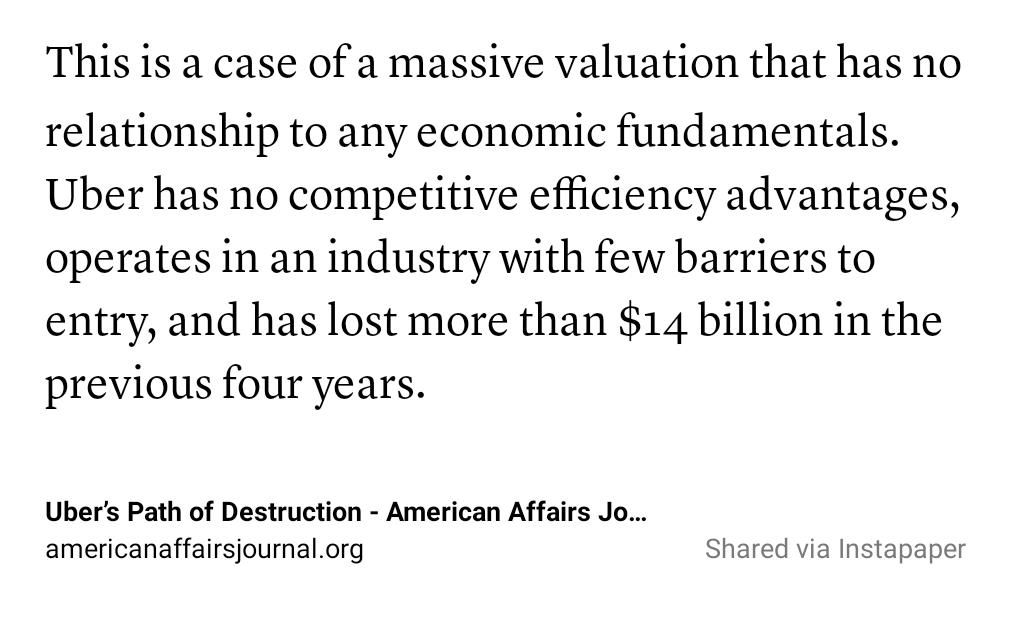 This is a case of a massive valuation that has no
relationship to any economic fundamentals.
Uber has no competitive efficiency advantages,
operates in an industry with few barriers to
entry, and has lost more than $14 billion in the
previous four years.
Uber’s Path of Destruction - American Affairs Jo…
americanaffairsjournal.org
Shared via Instapaper